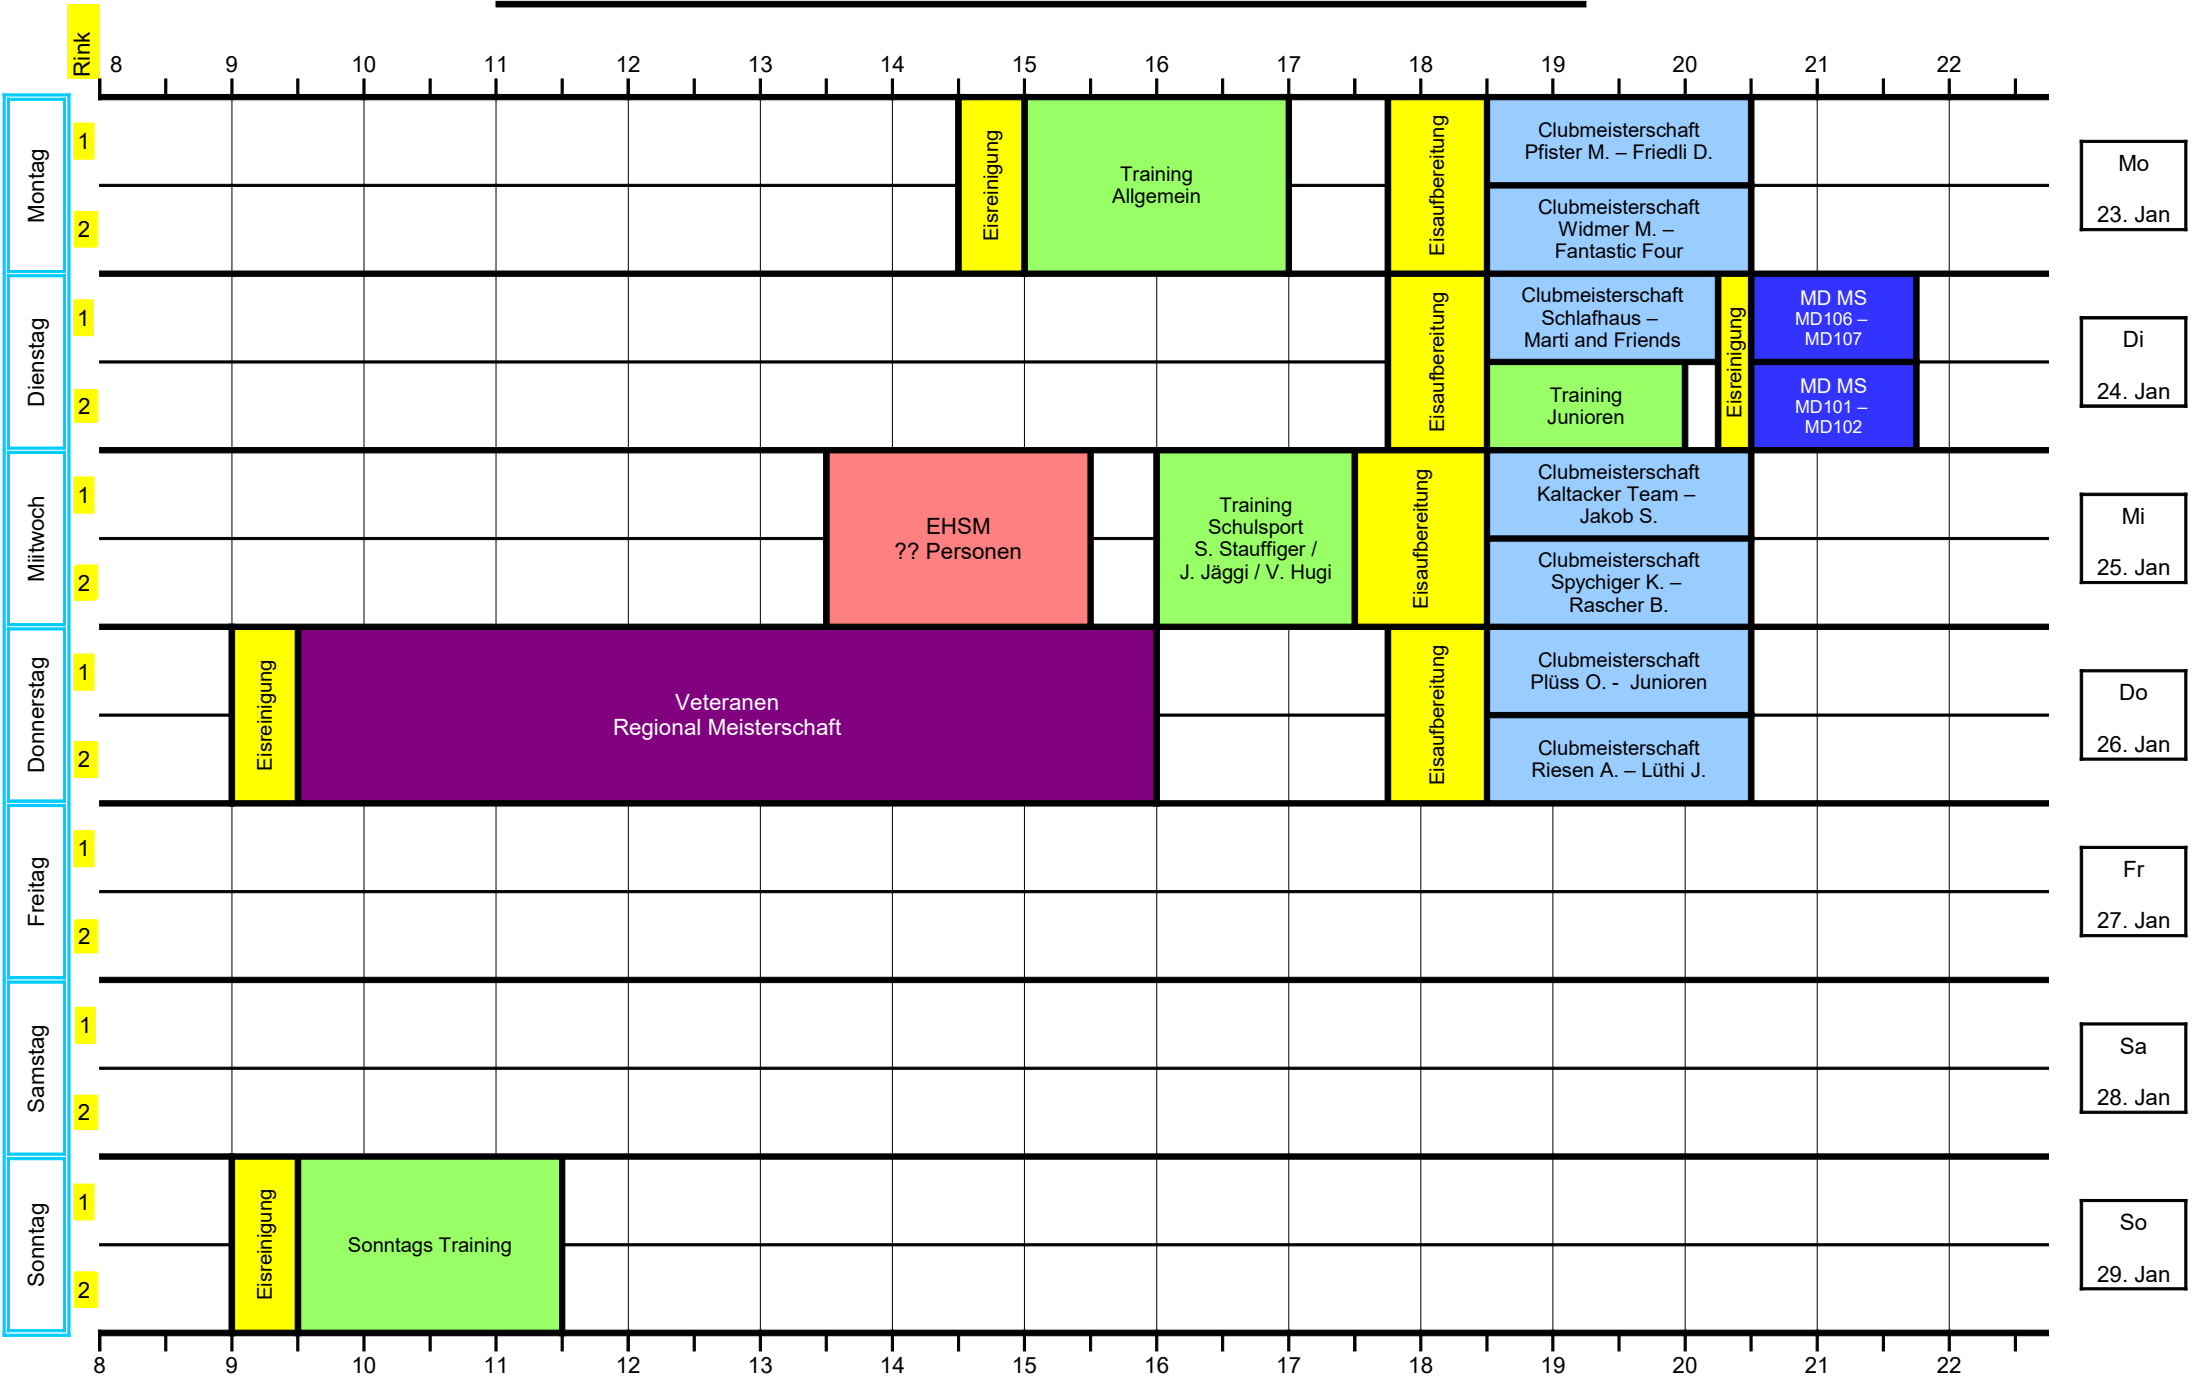 Rink
8 9 10 11 12 13 14 15 16 17 18 19 20 21 22
Montag
1
2
Eisreinigung
Training
Allgemein
Eisaufbereitung
Clubmeisterschaft
Pfister M. – Friedli D.
Clubmeisterschaft
Widmer M. –
Fantastic Four
Mo
23. Jan
Dienstag
1
2
Eisaufbereitung
Clubmeisterschaft
Schlafhaus –
Marti and Friends
Training
Junioren
Eisreinigung
MD MS
MD106 –
MD107
MD MS
MD101 –
MD102
Di
24. Jan
Miitwoch
1
2
EHSM
?? Personen
Training
Schulsport
S. Stauffiger /
J. Jäggi / V. Hugi
Eisaufbereitung
Clubmeisterschaft
Kaltacker Team –
Jakob S.
Clubmeisterschaft
Spychiger K. –
Rascher B.
Mi
25. Jan
Donnerstag
1
2
Eisreinigung
Veteranen
Regional Meisterschaft
Eisaufbereitung
Clubmeisterschaft
Plüss O. - Junioren
Clubmeisterschaft
Riesen A. – Lüthi J.
Do
26. Jan
Freitag
1
2
Fr
27. Jan
Samstag
1
2
Sa
28. Jan
Sonntag
1
2
Eisreinigung
Sonntags Training
So
29. Jan
8 9 10 11 12 13 14 15 16 17 18 19 20 21 22